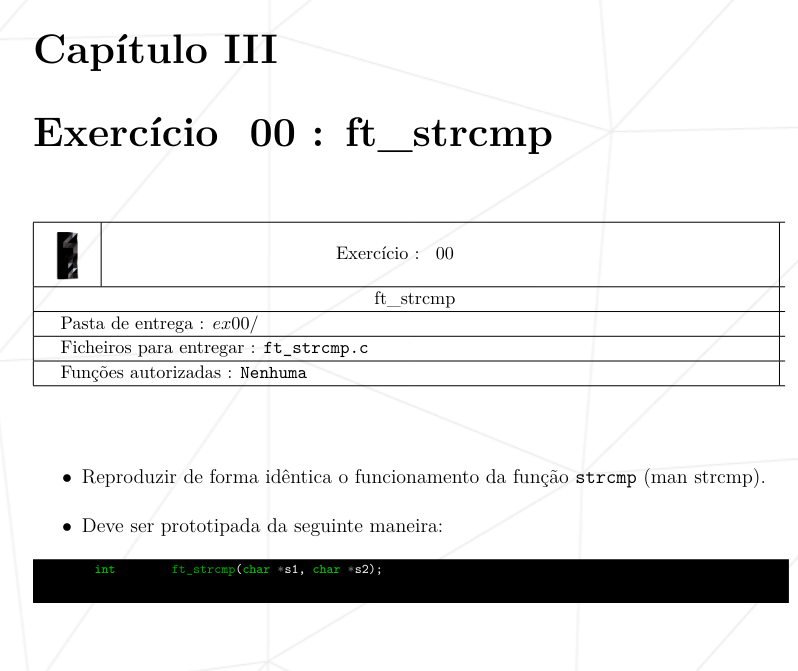 Capítulo III
Exercício 00 : ft_strcmp
Exercício : 00
ft_strcmp
Pasta de entrega : ex00/
Ficheiros para entregar : ft_strcmp.c
Funções autorizadas : Nenhuma
• Reproduzir de forma idêntica o funcionamento da função strcmp (man strcmp).
• Deve ser prototipada da seguinte maneira:
int ft_strcmp(char *s1, char *s2);